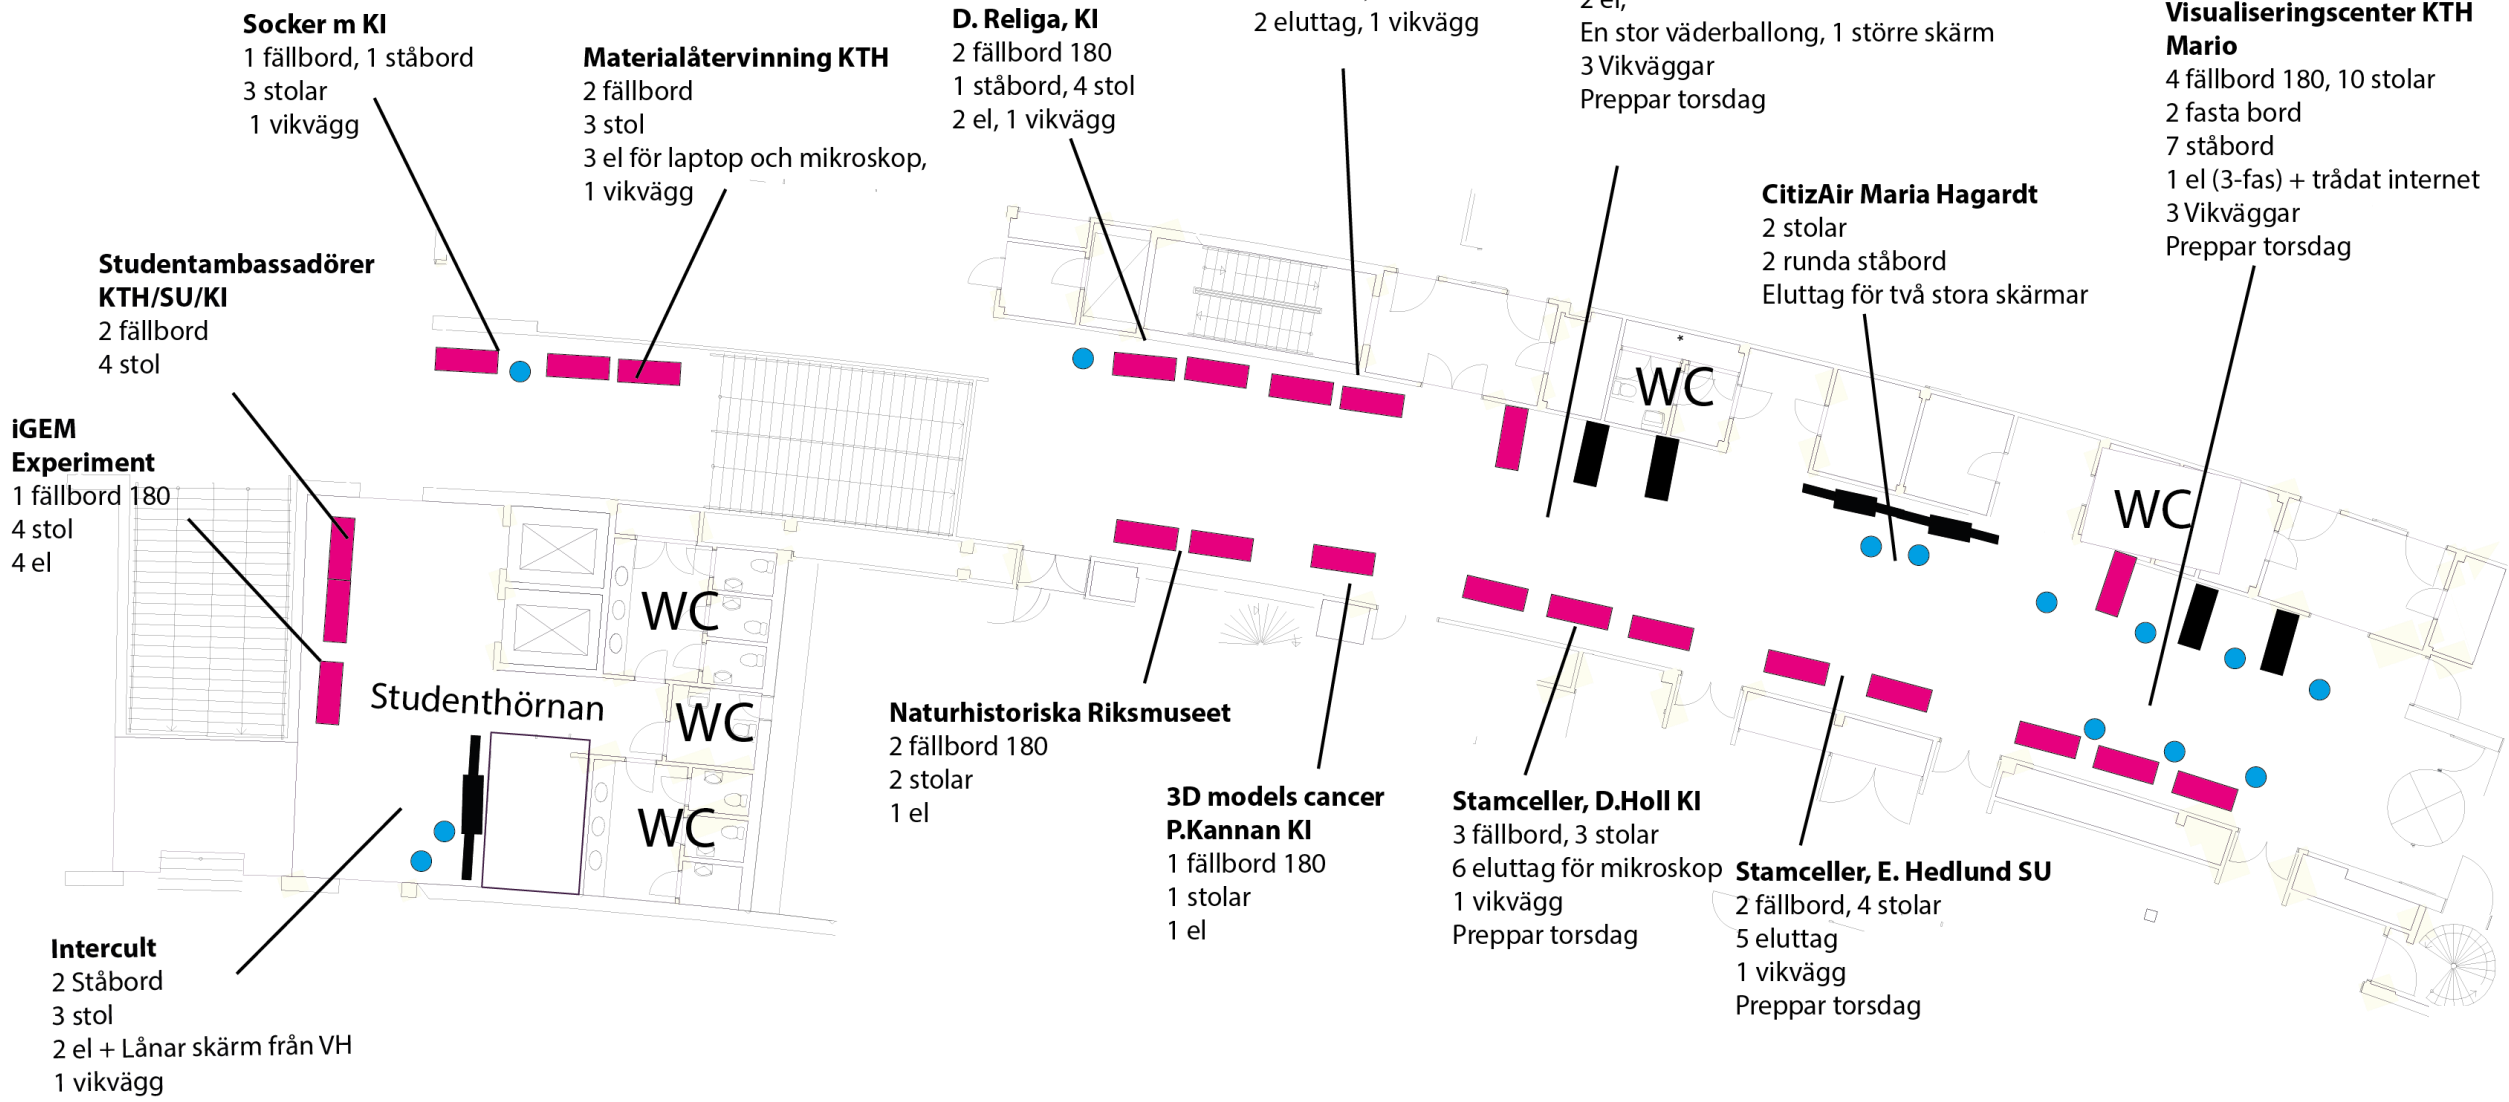 Socker m KI
1 fällbord, 1 ståbord
3 stolar
1 vikvägg
Materialåtervinning KTH
2 fällbord
3 stol
3 el för laptop och mikroskop,
1 vikvägg
D. Religa, KI
2 fällbord 180
1 ståbord, 4 stol
2 el, 1 vikvägg
2 eluttag, 1 vikvägg
2 el,
En stor väderballong, 1 större skärm
3 Vikväggar
Preppar torsdag
Visualiseringscenter KTH
Mario
4 fällbord 180, 10 stolar
2 fasta bord
7 ståbord
1 el (3-fas) + trådat internet
3 Vikväggar
Preppar torsdag
CitizAir Maria Hagardt
2 stolar
2 runda ståbord
Eluttag för två stora skärmar
Studentambassadörer
KTH/SU/KI
2 fällbord
4 stol
iGEM
Experiment
1 fällbord 180
4 stol
4 el
WC
WC
WC
Studenthörnan
WC
WC
Naturhistoriska Riksmuseet
2 fällbord 180
2 stolar
1 el
3D models cancer
P.Kannan KI
1 fällbord 180
1 stolar
1 el
Stamceller, D.Holl KI
3 fällbord, 3 stolar
6 eluttag för mikroskop
1 vikvägg
Preppar torsdag
Stamceller, E. Hedlund SU
2 fällbord, 4 stolar
5 eluttag
1 vikvägg
Preppar torsdag
Intercult
2 Ståbord
3 stol
2 el + Lånar skärm från VH
1 vikvägg